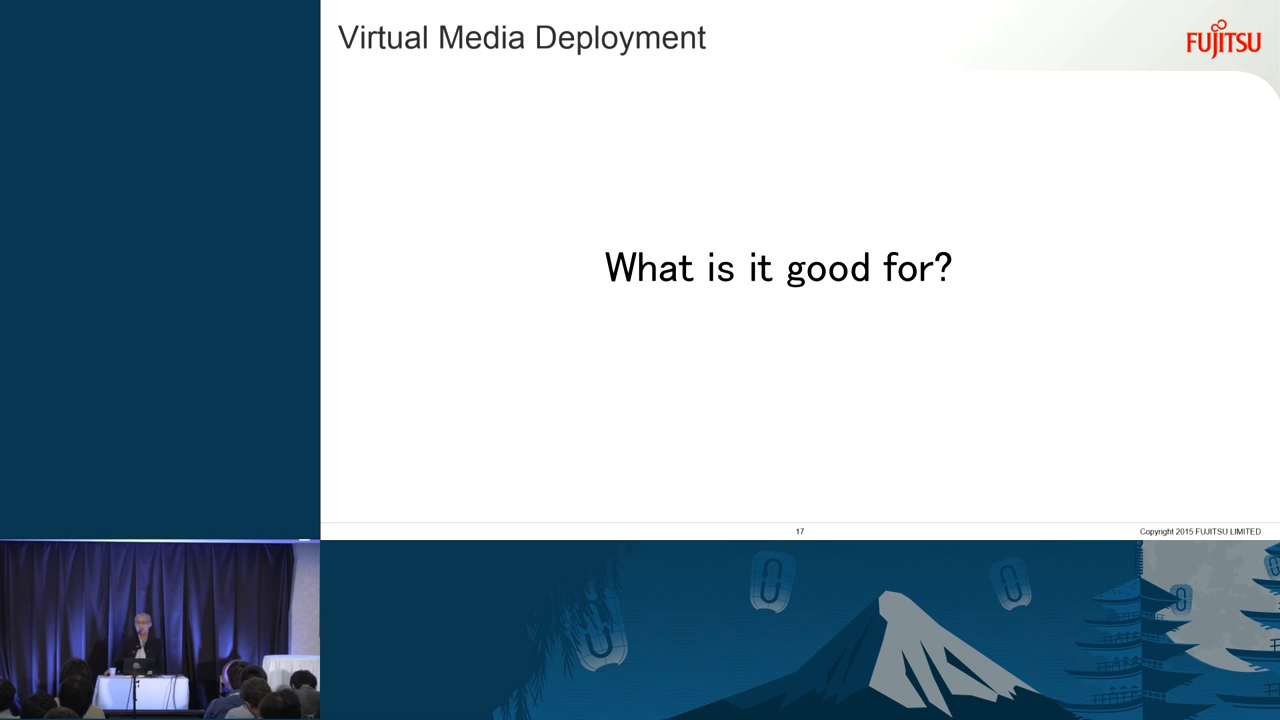 Virtual Media Deployment
FUJITSU
What is it good for?
17
Copyright 2015 FUJITSU LIMITED